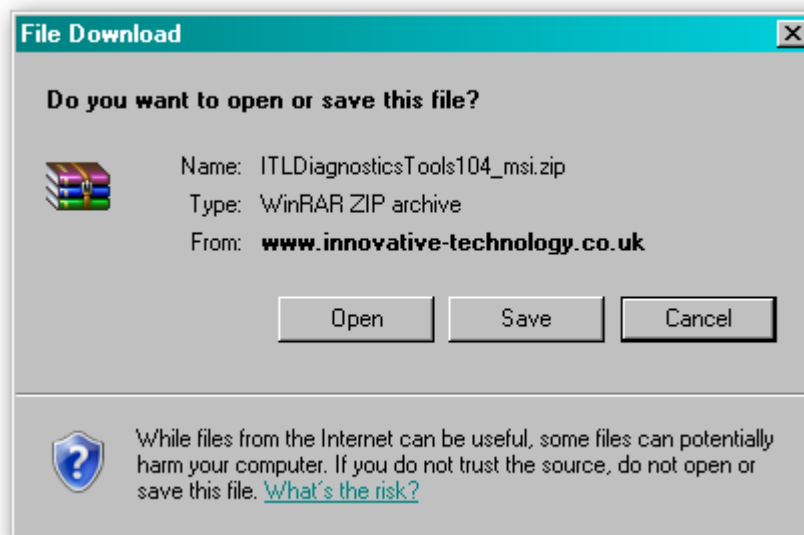 File Download
Do you want to open or save this file?
Name: ITLDiagnosticsTools104_msi.zip
Type: WinRAR ZIP archive
From: www.innovative-technology.co.uk
Open Save Cancel
While files from the Internet can be useful, some files can potentially
harm your computer. If you do not trust the source, do not open or
save this file. What's the risk?